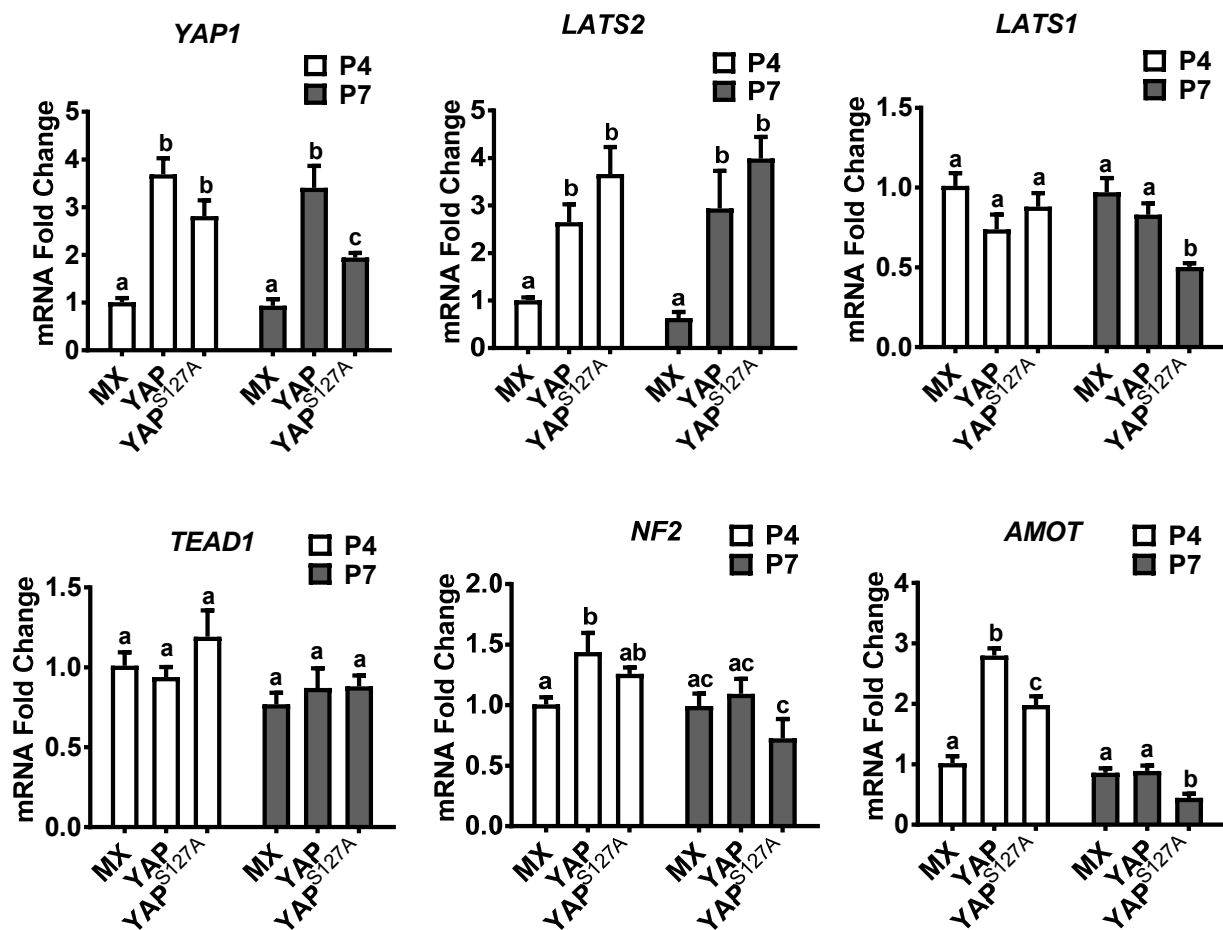 YAP1
P4
P7
mRNA Fold Change
5
4
3
2
1
0
a
b
b
a
b
c
MX
YAP
YAPS127A
MX
YAP
YAPS127A
LATS2
P4
P7
mRNA Fold Change
5
4
3
2
1
0
a
b
b
a
b
b
MX
YAP
YAPS127A
MX
YAP
YAPS127A
LATS1
P4
P7
mRNA Fold Change
1.5
1.0
0.5
0.0
a
a
a
a
a
b
MX
YAP
YAPS127A
MX
YAP
YAPS127A
TEAD1
P4
P7
mRNA Fold Change
1.5
1.0
0.5
0.0
a
a
a
a
a
a
MX
YAP
YAPS127A
MX
YAP
YAPS127A
NF2
P4
P7
mRNA Fold Change
2.0
1.5
1.0
0.5
0.0
a
b
ab
ac
ac
c
MX
YAP
YAPS127A
MX
YAP
YAPS127A
AMOT
P4
P7
mRNA Fold Change
4
3
2
1
0
a
b
c
a
a
b
MX
YAP
YAPS127A
MX
YAP
YAPS127A